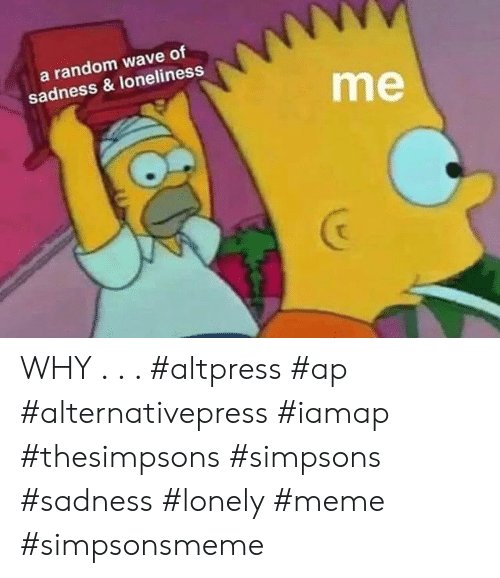 a random wave of
sadness & loneliness
me
WHY . . . #altpress #ap
#alternativepress #iamap
#thesimpsons #simpsons
#sadness #lonely #meme
#simpsonsmeme